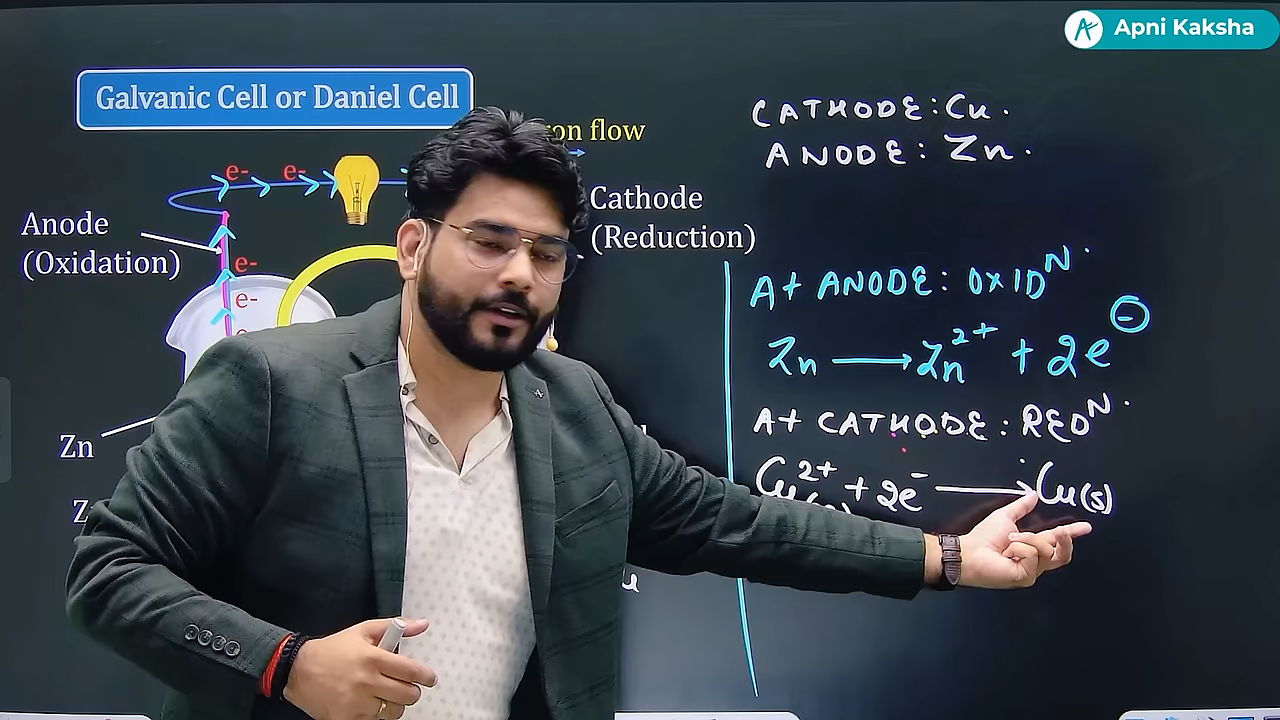 Apni Kaksha
Galvanic Cell or Daniel Cell
flow
e- e-
Anode
(Oxidation)
e-
e-
Cathode
(Reduction)
Zn
CATHODE: Cu.
ANODE: Zn.
At ANODE: OXIDᴺ.
Zn ⟶ Zn²⁺ + 2e⊖
At CATHODE: REDᴺ.
Cu²⁺ + 2e⁻ ⟶ Cu(s)